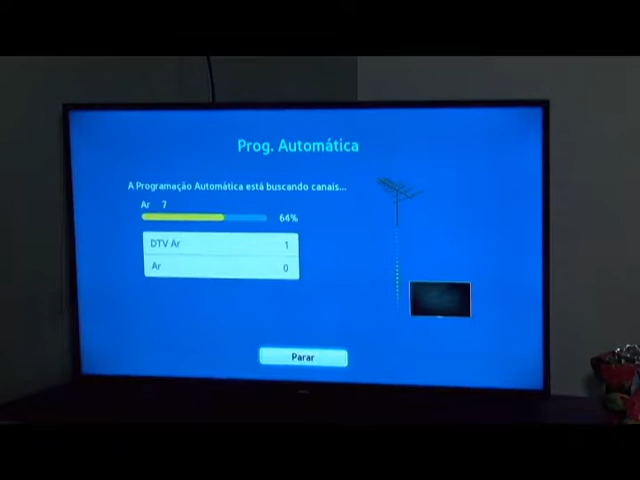 Prog. Automática
A Programação Automática está buscando canais...
Ar 7
64%
DTV Ar 1
Ar 0
Parar